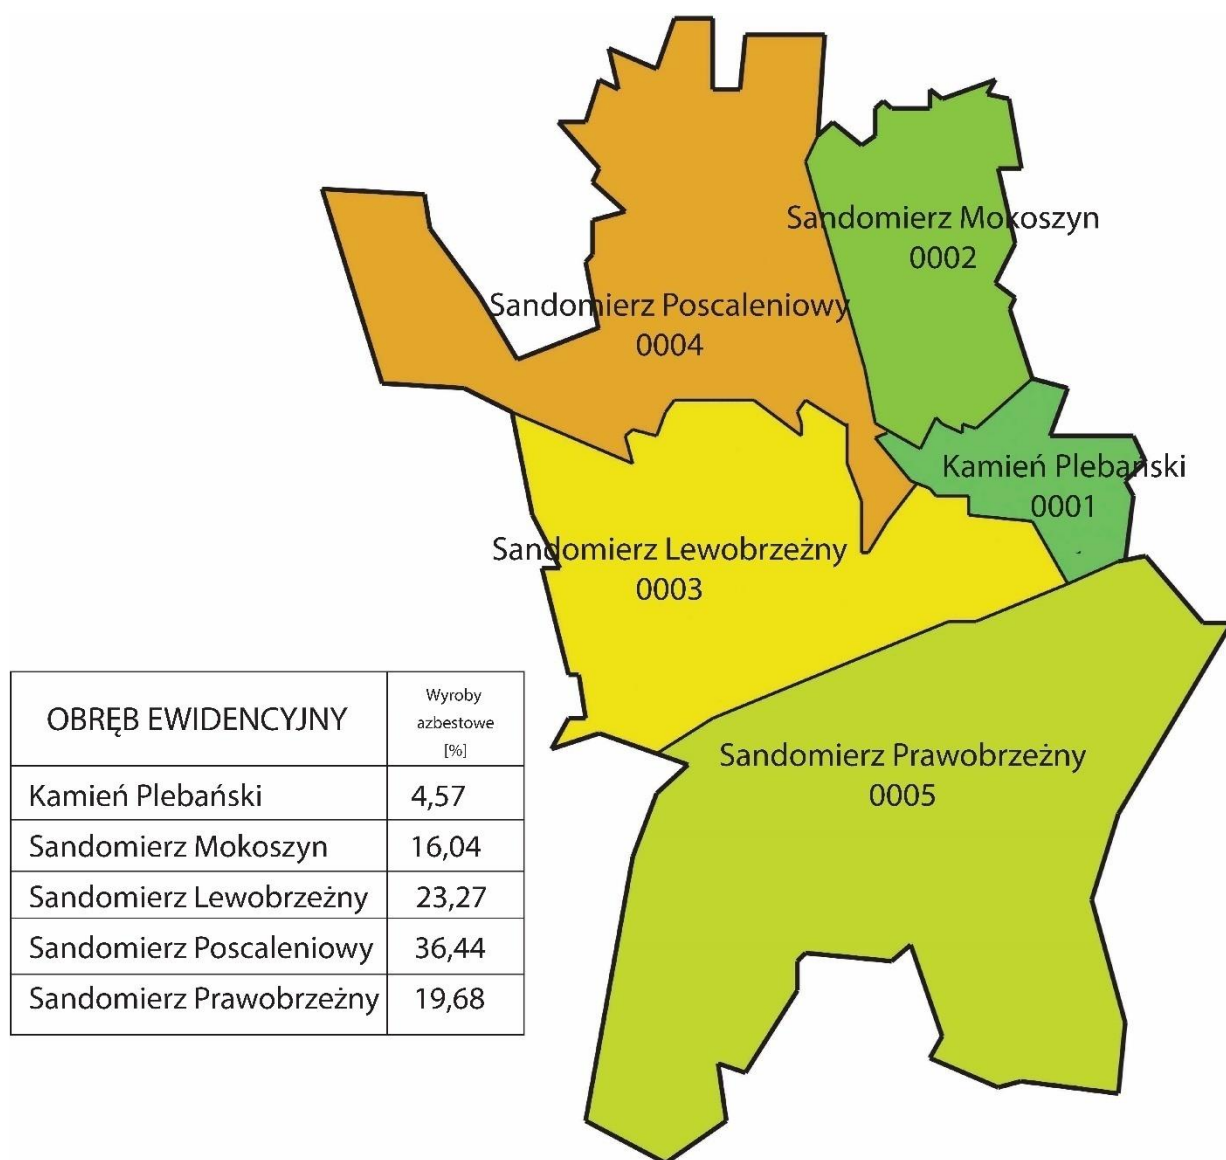 Sandomierz Mokoszyn
0002
Sandomierz Poscaleniowy
0004
Kamień Plebański
0001
Sandomierz Lewobrzeżny
0003
Sandomierz Prawobrzeżny
0005
OBRĘB EWIDENCYJNY
Wyroby
azbestowe
[%]
Kamień Plebański 4,57
Sandomierz Mokoszyn 16,04
Sandomierz Lewobrzeżny 23,27
Sandomierz Poscaleniowy 36,44
Sandomierz Prawobrzeżny 19,68